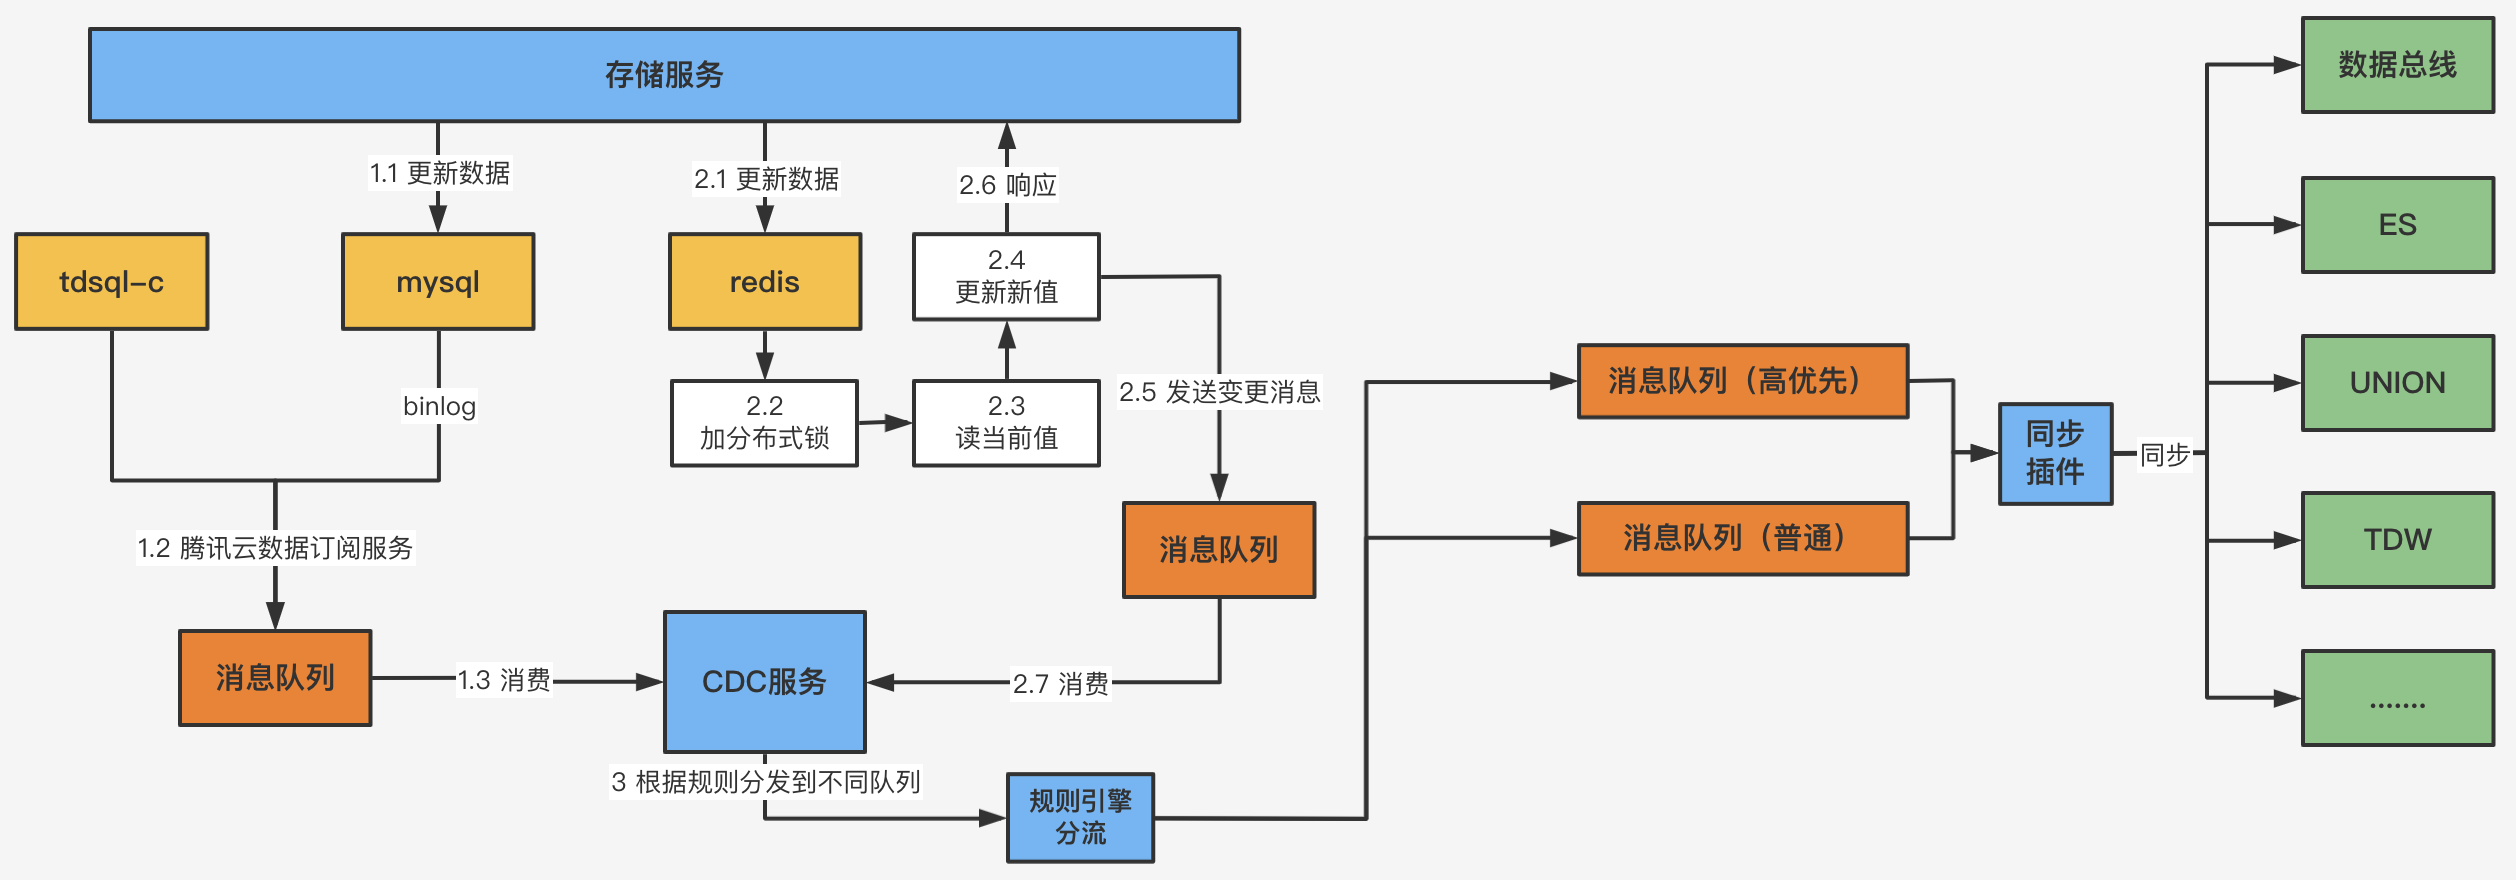 存储服务
1.1 更新数据
2.1 更新数据
2.6 响应
tdsql-c
mysql
redis
2.4
更新新值
binlog
2.2
加分布式锁
2.3
读当前值
2.5 发送变更消息
1.2 腾讯云数据订阅服务
消息队列
消息队列
1.3 消费
CDC服务
2.7 消费
3 根据规则分发到不同队列
规则引擎
分流
消息队列（高优先）
消息队列（普通）
同步
插件
同步
数据总线
ES
UNION
TDW
.......